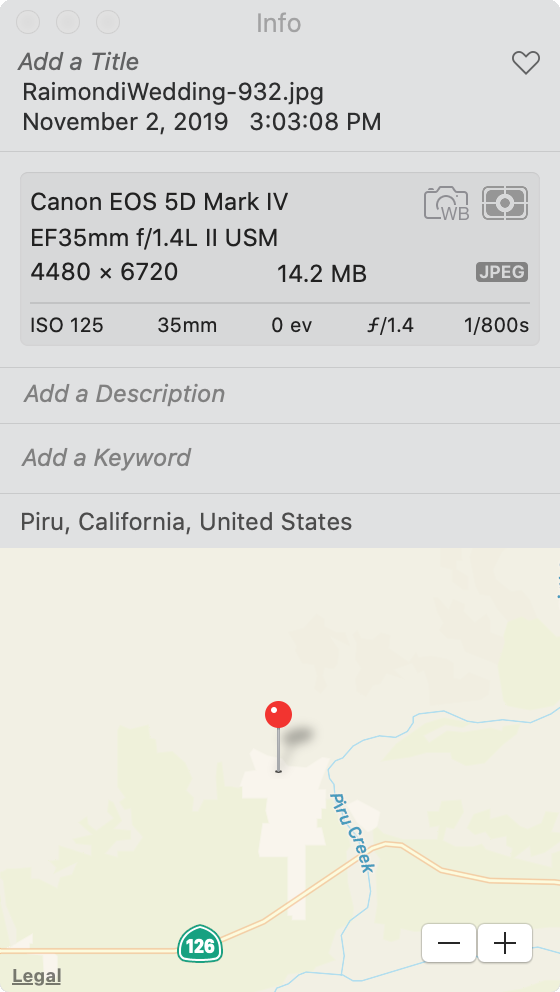 Info
Add a Title
RaimondiWedding-932.jpg
November 2, 2019 3:03:08 PM
Canon EOS 5D Mark IV
WB
EF35mm f/1.4L II USM
4480 × 6720 14.2 MB JPEG
ISO 125 35mm 0 ev ƒ/1.4 1/800s
Add a Description
Add a Keyword
Piru, California, United States
Piru Creek
126
Legal